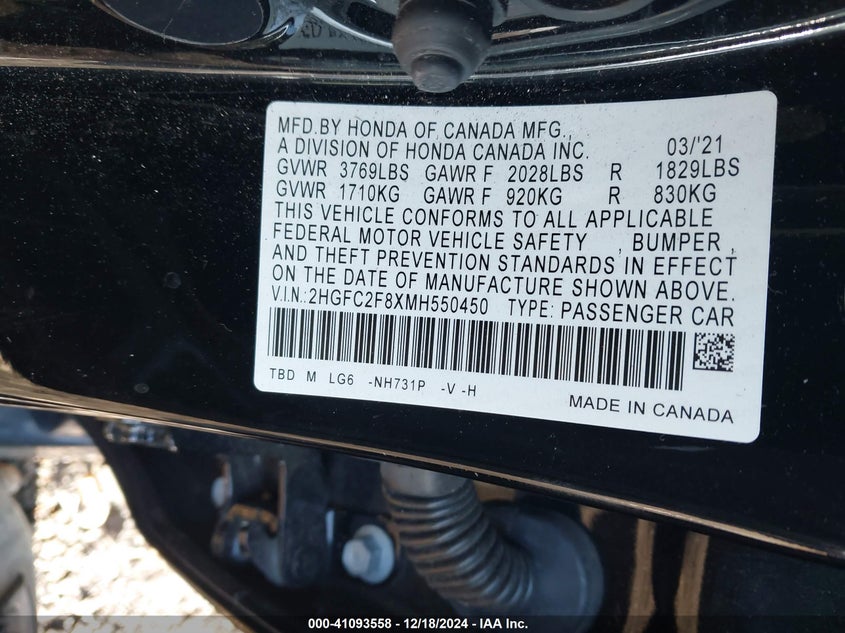 MFD.BY HONDA OF CANADA MFG.,
A DIVISION OF HONDA CANADA INC. 03/'21
GVWR 3769LBS GAWR F 2028LBS R 1829LBS
GVWR 1710KG GAWR F 920KG R 830KG
THIS VEHICLE CONFORMS TO ALL APPLICABLE
FEDERAL MOTOR VEHICLE SAFETY , BUMPER ,
AND THEFT PREVENTION STANDARDS IN EFFECT
ON THE DATE OF MANUFACTURE SHOWN ABOVE.
V.I.N.:2HGFC2F8XMH550450 TYPE: PASSENGER CAR
TBD M LG6 -NH731P -V -H
MADE IN CANADA
000-41093558 - 12/18/2024 - IAA Inc.